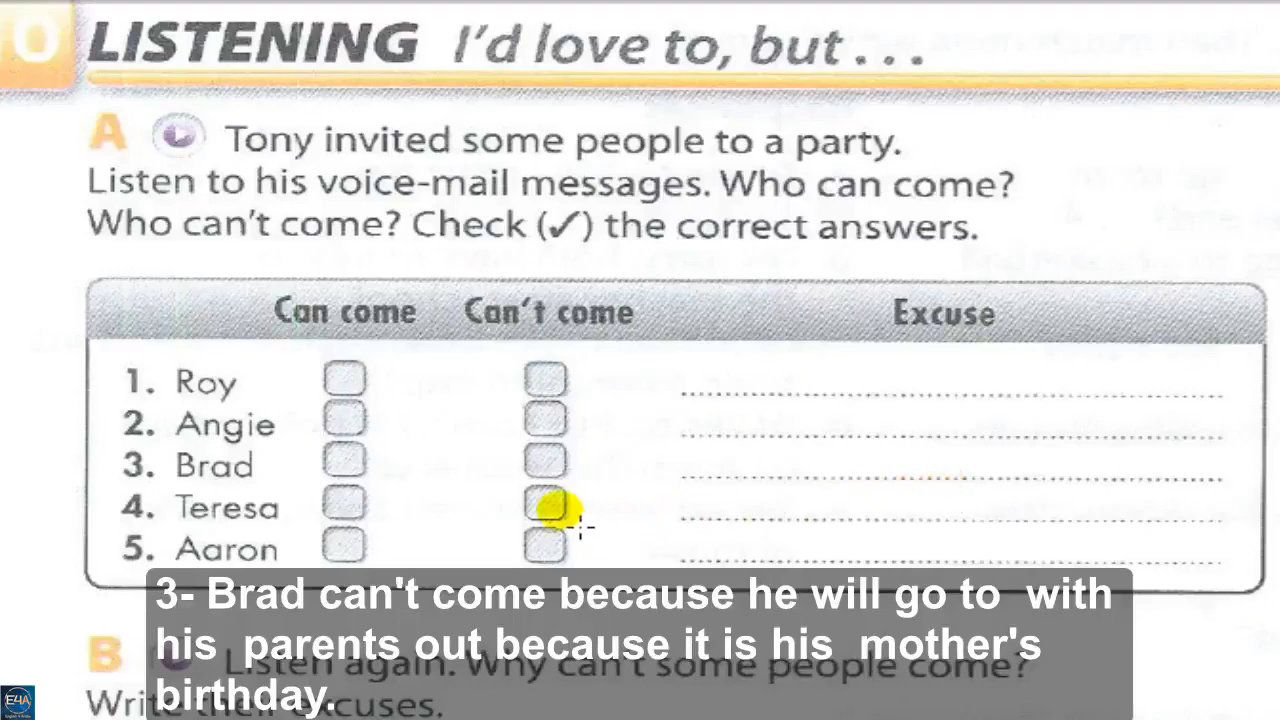 LISTENING I'd love to, but . . .
A Tony invited some people to a party.
Listen to his voice-mail messages. Who can come?
Who can't come? Check (✓) the correct answers.
Can come Can't come Excuse
1. Roy
2. Angie
3. Brad
4. Teresa
5. Aaron
3- Brad can't come because he will go to with
his parents out because it is his mother's
birthday.
B Listen again. Why can't some people come?
Write their excuses.
E4A